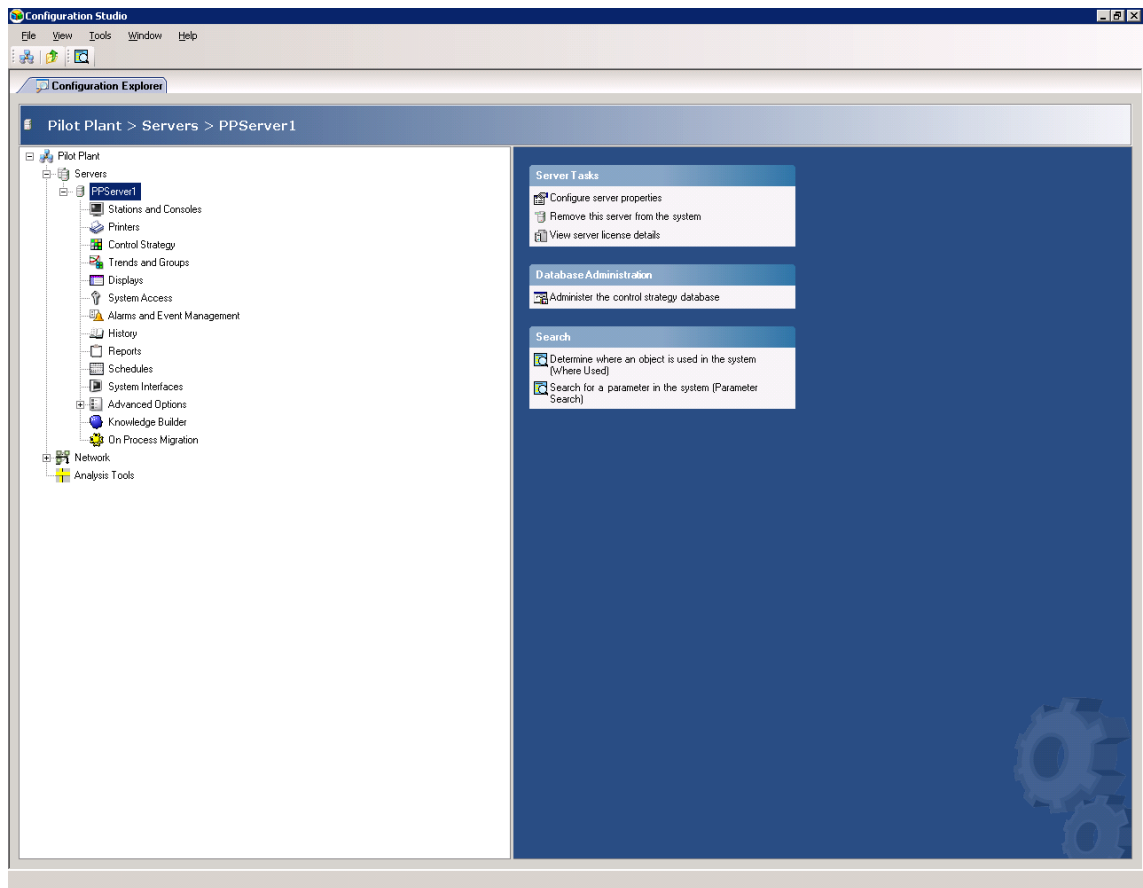 Configuration Studio
File View Tools Window Help
Configuration Explorer
Pilot Plant > Servers > PPServer1
Pilot Plant
Servers
PPServer1
Stations and Consoles
Printers
Control Strategy
Trends and Groups
Displays
System Access
Alarms and Event Management
History
Reports
Schedules
System Interfaces
Advanced Options
Knowledge Builder
On Process Migration
Network
Analysis Tools
Server Tasks
Configure server properties
Remove this server from the system
View server license details
Database Administration
Administer the control strategy database
Search
Determine where an object is used in the system
(Where Used)
Search for a parameter in the system (Parameter
Search)